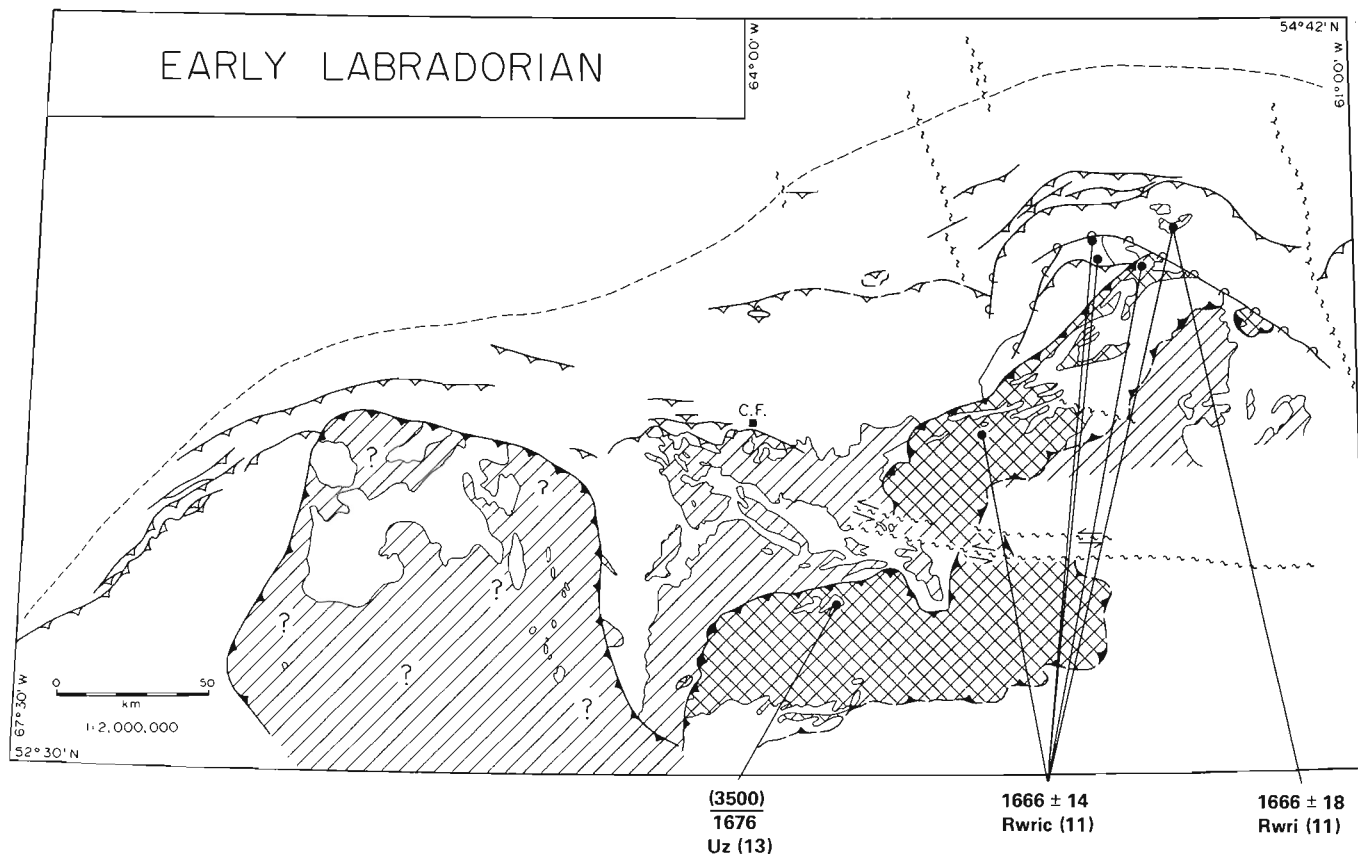 EARLY LABRADORIAN
64°00' W
54°42' N
61°00' W
C.F.
?
?
?
?
?
?
0 50
km
1:2,000,000
67°30' W
52°30' N
(3500)
1676
Uz (13)
1666 ± 14
Rwric (11)
1666 ± 18
Rwri (11)